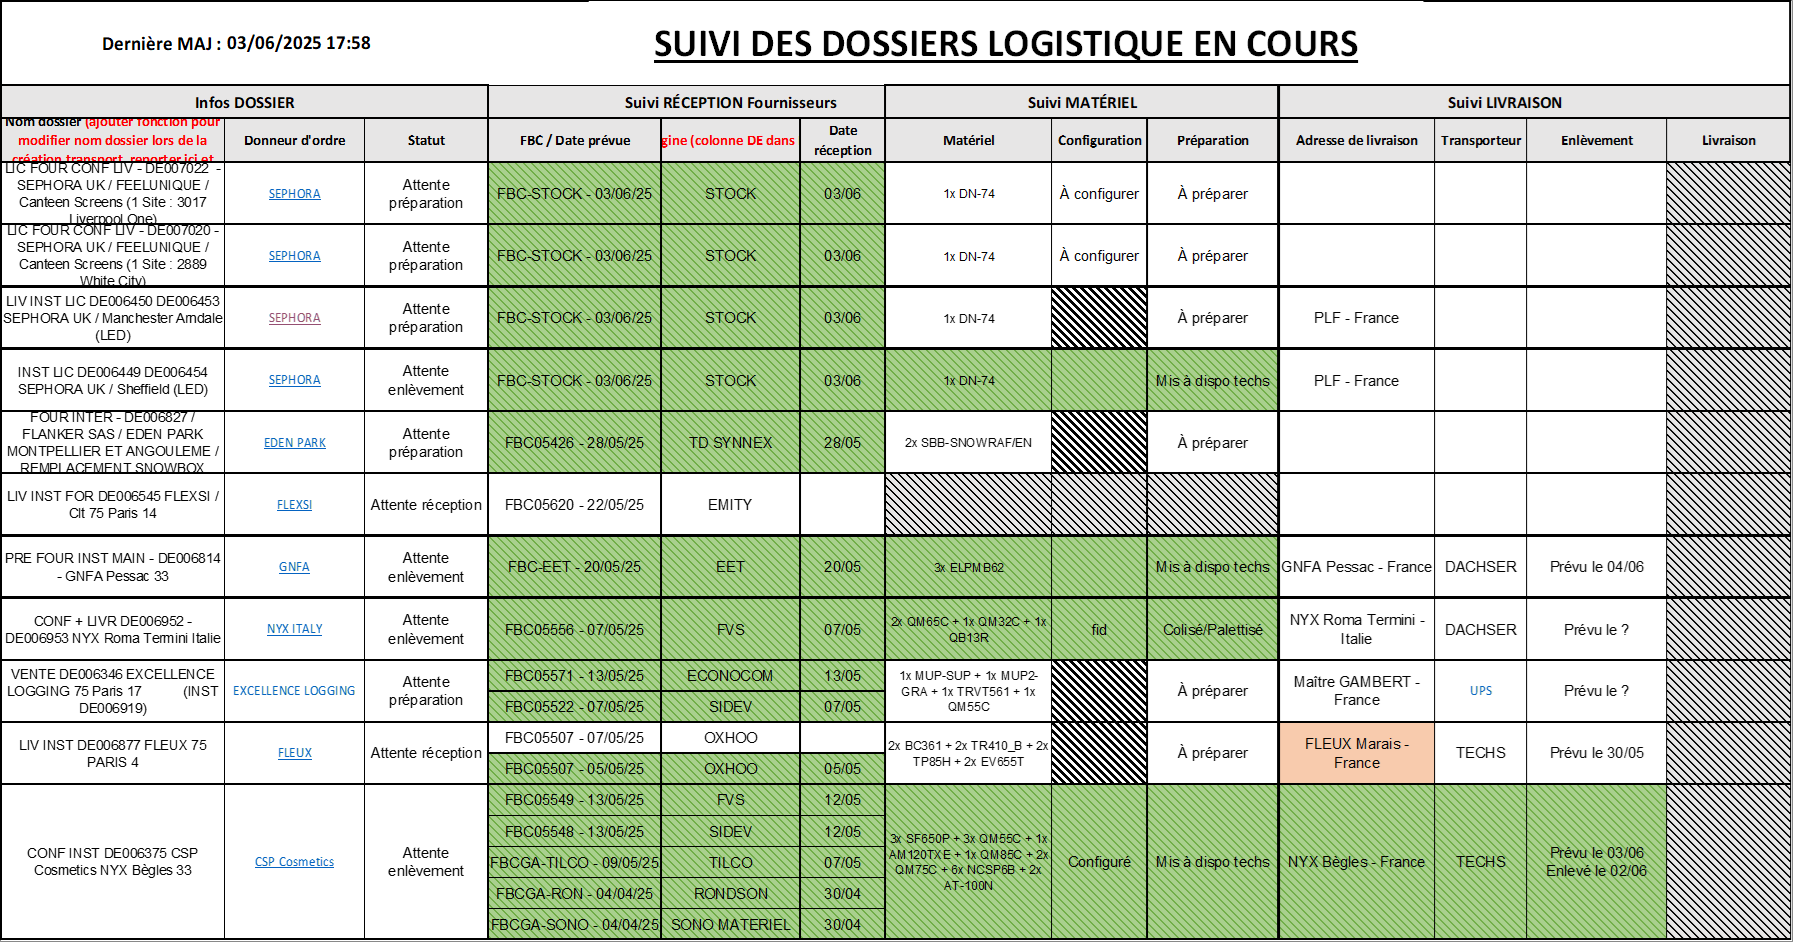 Dernière MAJ : 03/06/2025 17:58
SUIVI DES DOSSIERS LOGISTIQUE EN COURS
Infos DOSSIER
Suivi RÉCEPTION Fournisseurs
Suivi MATÉRIEL
Suivi LIVRAISON
Nom dossier (ajouter fonction pour
modifier nom dossier lors de la
création transport, reporter ici et
Donneur d'ordre
Statut
FBC / Date prévue
gine (colonne DE dans
Date
réception
Matériel
Configuration
Préparation
Adresse de livraison
Transporteur
Enlèvement
Livraison
LIC FOUR CONF LIV - DE007022 -
SEPHORA UK / FEELUNIQUE /
Canteen Screens (1 Site : 3017
Liverpool One)
SEPHORA
Attente
préparation
FBC-STOCK - 03/06/25
STOCK
03/06
1x DN-74
À configurer
À préparer
LIC FOUR CONF LIV - DE007020 -
SEPHORA UK / FEELUNIQUE /
Canteen Screens (1 Site : 2889
White City)
SEPHORA
Attente
préparation
FBC-STOCK - 03/06/25
STOCK
03/06
1x DN-74
À configurer
À préparer
LIV INST LIC DE006450 DE006453
SEPHORA UK / Manchester Arndale
(LED)
SEPHORA
Attente
préparation
FBC-STOCK - 03/06/25
STOCK
03/06
1x DN-74
À préparer
PLF - France
INST LIC DE006449 DE006454
SEPHORA UK / Sheffield (LED)
SEPHORA
Attente
enlèvement
FBC-STOCK - 03/06/25
STOCK
03/06
1x DN-74
Mis à dispo techs
PLF - France
FOUR INTER - DE006827 /
FLANKER SAS / EDEN PARK
MONTPELLIER ET ANGOULEME /
REMPLACEMENT SNOWBOX
EDEN PARK
Attente
préparation
FBC05426 - 28/05/25
TD SYNNEX
28/05
2x SBB-SNOWRAF/EN
À préparer
LIV INST FOR DE006545 FLEXSI /
Clt 75 Paris 14
FLEXSI
Attente réception
FBC05620 - 22/05/25
EMITY
PRE FOUR INST MAIN - DE006814
- GNFA Pessac 33
GNFA
Attente
enlèvement
FBC-EET - 20/05/25
EET
20/05
3x ELPMB62
Mis à dispo techs
GNFA Pessac - France
DACHSER
Prévu le 04/06
CONF + LIVR DE006952 -
DE006953 NYX Roma Termini Italie
NYX ITALY
Attente
enlèvement
FBC05556 - 07/05/25
FVS
07/05
2x QM65C + 1x QM32C + 1x
QB13R
fid
Colisé/Palettisé
NYX Roma Termini -
Italie
DACHSER
Prévu le ?
VENTE DE006346 EXCELLENCE
LOGGING 75 Paris 17 (INST
DE006919)
EXCELLENCE LOGGING
Attente
préparation
FBC05571 - 13/05/25
ECONOCOM
13/05
FBC05522 - 07/05/25
SIDEV
07/05
1x MUP-SUP + 1x MUP2-
GRA + 1x TRVT561 + 1x
QM55C
À préparer
Maître GAMBERT -
France
UPS
Prévu le ?
LIV INST DE006877 FLEUX 75
PARIS 4
FLEUX
Attente réception
FBC05507 - 07/05/25
OXHOO
FBC05507 - 05/05/25
OXHOO
05/05
2x BC361 + 2x TR410_B + 2x
TP85H + 2x EV655T
À préparer
FLEUX Marais -
France
TECHS
Prévu le 30/05
CONF INST DE006375 CSP
Cosmetics NYX Bègles 33
CSP Cosmetics
Attente
enlèvement
FBC05549 - 13/05/25
FVS
12/05
FBC05548 - 13/05/25
SIDEV
12/05
FBCGA-TILCO - 09/05/25
TILCO
07/05
FBCGA-RON - 04/04/25
RONDSON
30/04
FBCGA-SONO - 04/04/25
SONO MATERIEL
30/04
3x SF650P + 3x QM55C + 1x
AM120TXE + 1x QM85C + 2x
QM75C + 6x NCSP6B + 2x
AT-100N
Configuré
Mis à dispo techs
NYX Bègles - France
TECHS
Prévu le 03/06
Enlevé le 02/06